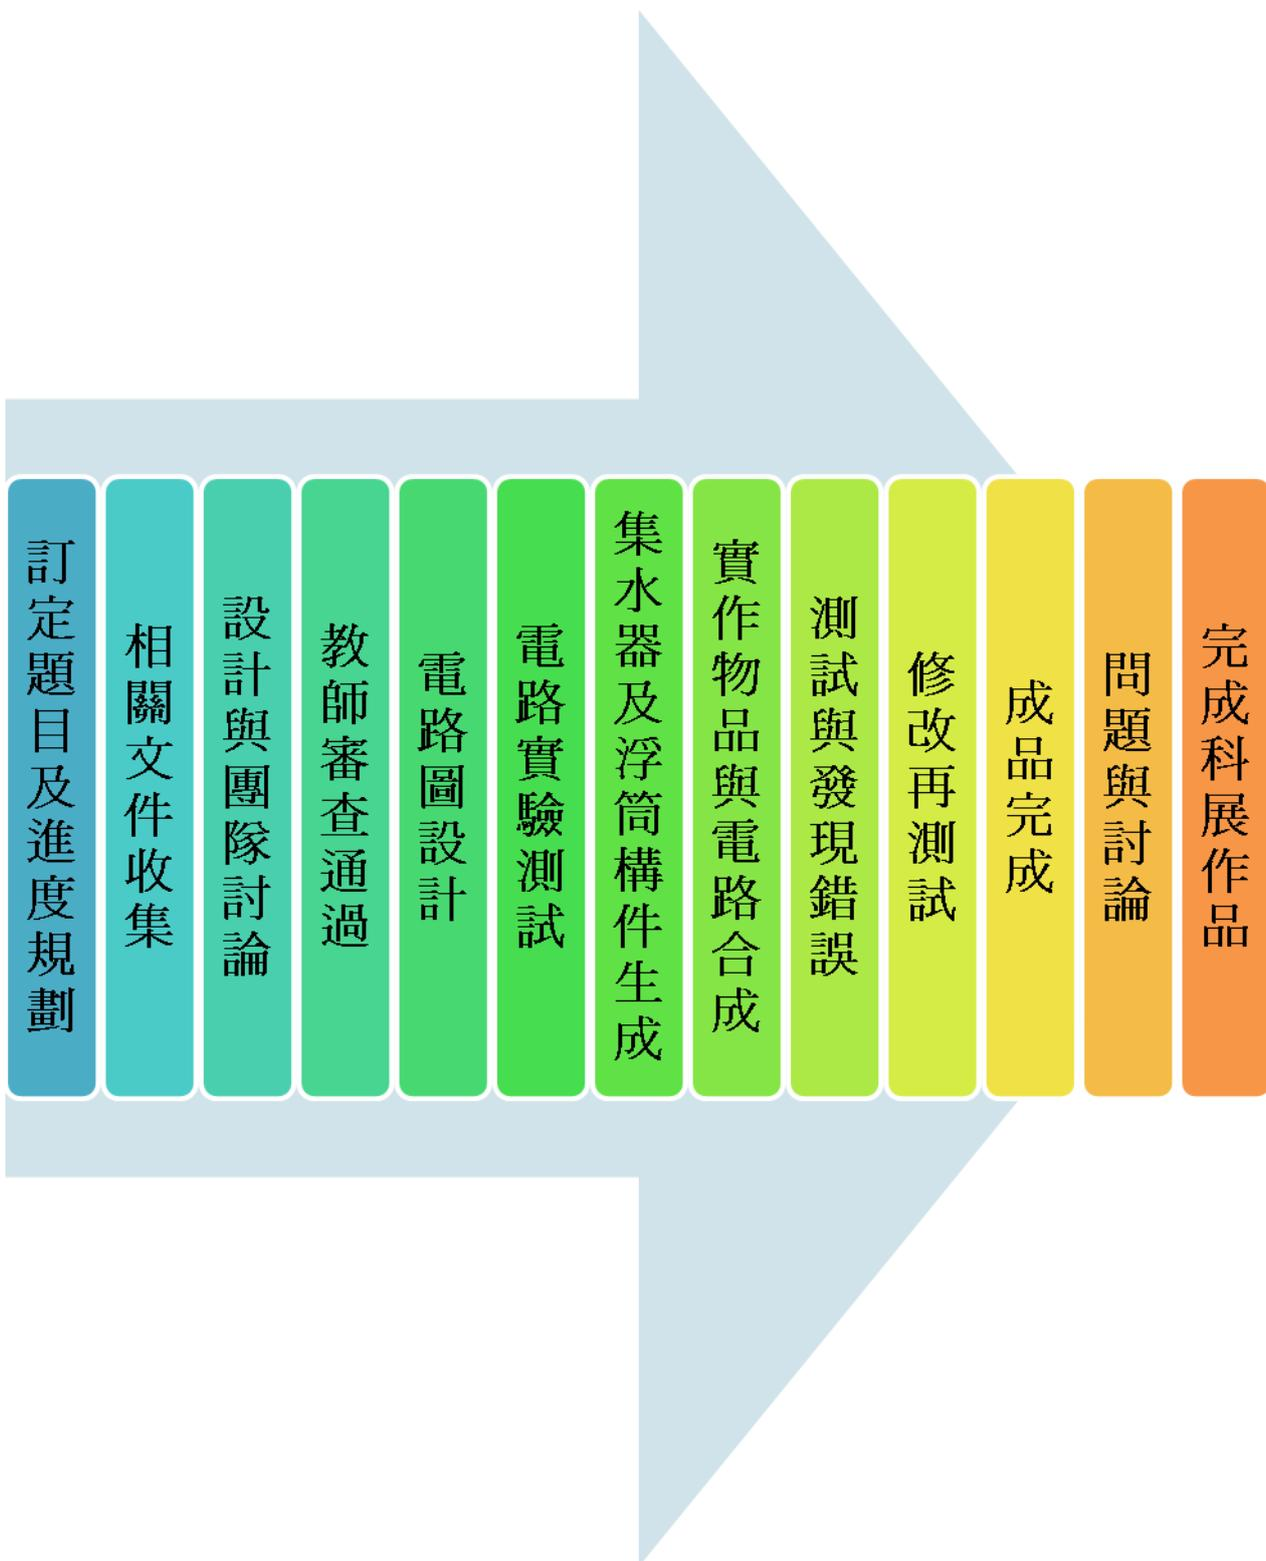 訂定題目及進度規劃
相關文件收集
設計與團隊討論
教師審查通過
電路圖設計
電路實驗測試
集水器及浮筒構件生成
實作物品與電路合成
測試與發現錯誤
修改再測試
成品完成
問題與討論
完成科展作品